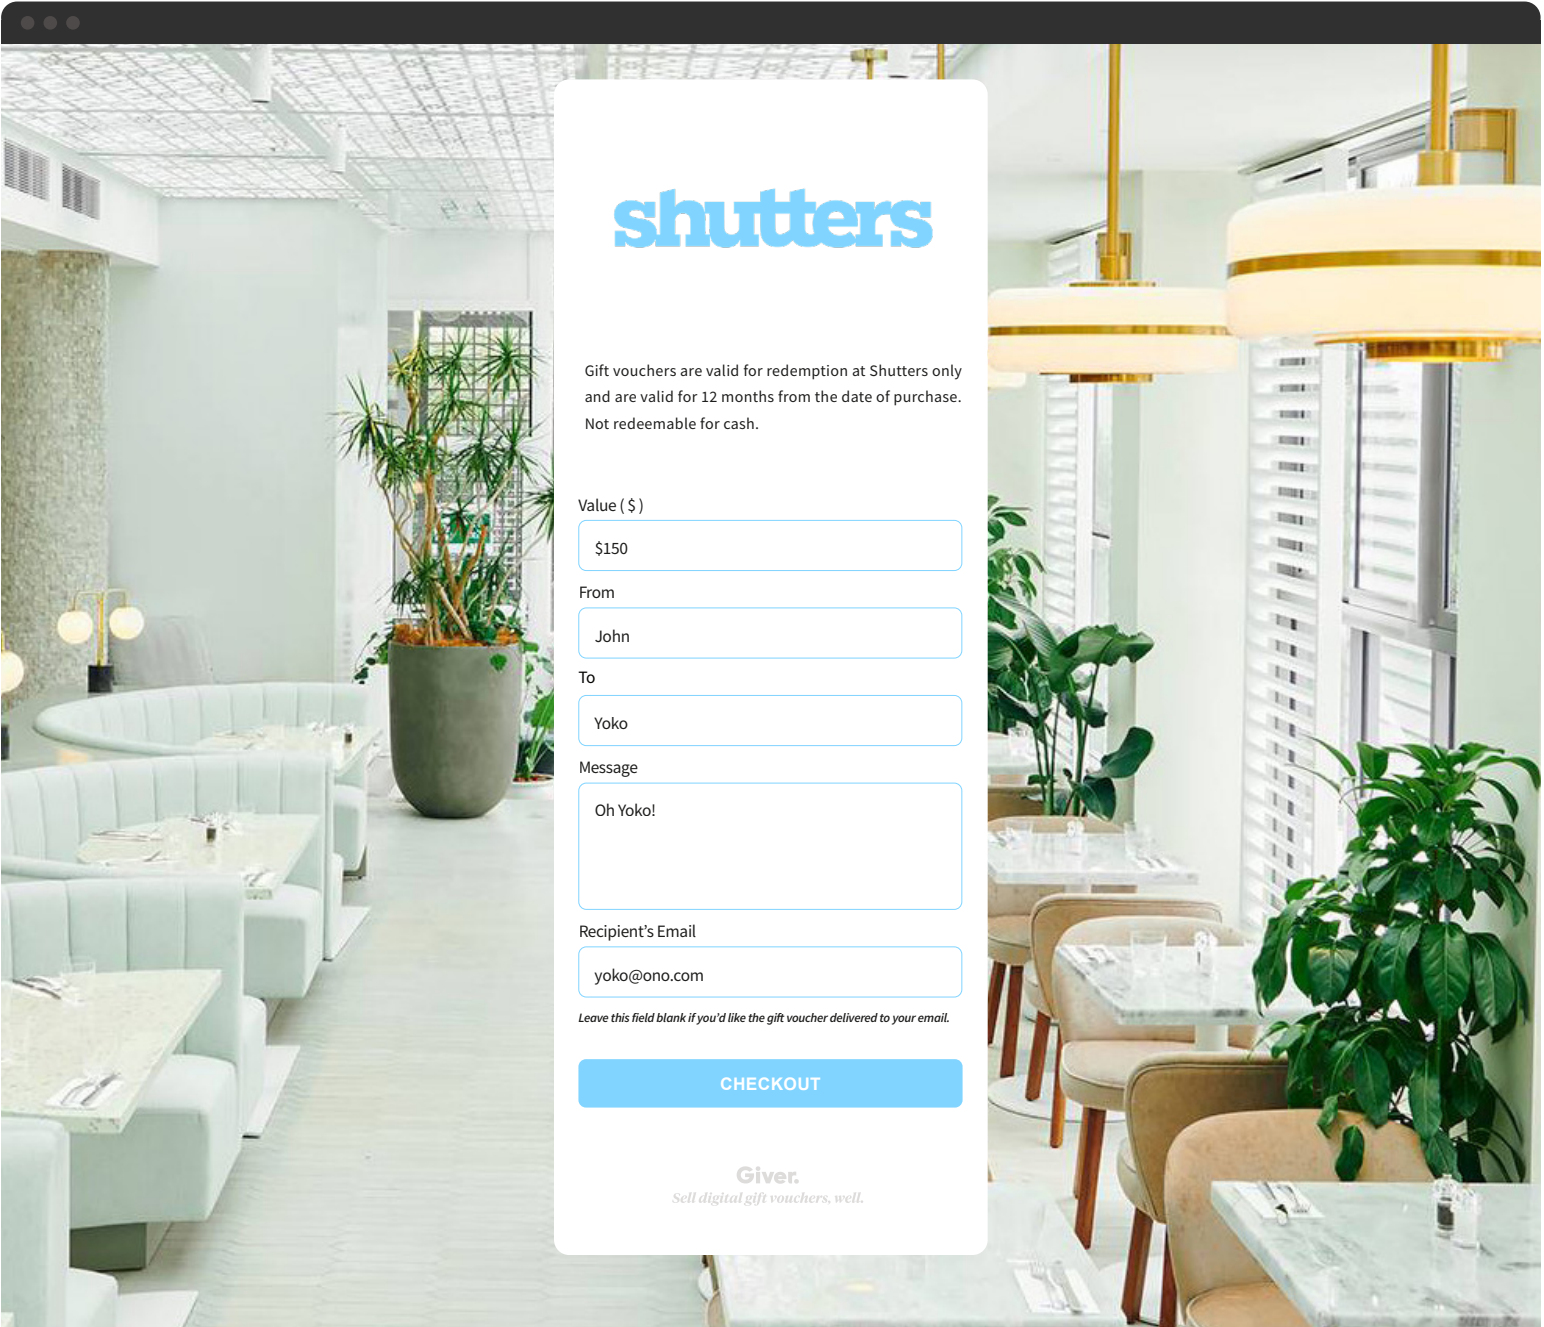 shutters
Gift vouchers are valid for redemption at Shutters only
and are valid for 12 months from the date of purchase.
Not redeemable for cash.
Value ( $ )
$150
From
John
To
Yoko
Message
Oh Yoko!
Recipient’s Email
yoko@ono.com
Leave this field blank if you’d like the gift voucher delivered to your email.
CHECKOUT
Giver.
Sell digital gift vouchers, well.